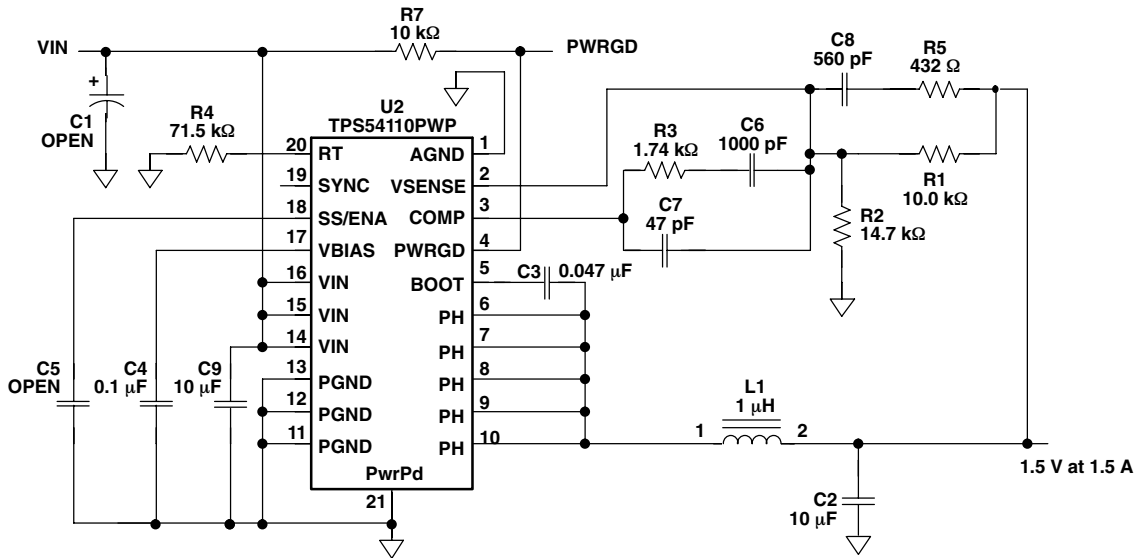 VIN
R7
10 kΩ
PWRGD
C8
560 pF
R5
432 Ω
+
C1
OPEN
R4
71.5 kΩ
U2
TPS54110PWP
R3
1.74 kΩ
C6
1000 pF
R1
10.0 kΩ
C7
47 pF
R2
14.7 kΩ
20 RT
19 SYNC
18 SS/ENA
17 VBIAS
16 VIN
15 VIN
14 VIN
13 PGND
12 PGND
11 PGND
AGND 1
VSENSE 2
COMP 3
PWRGD 4
BOOT 5
PH 6
PH 7
PH 8
PH 9
PH 10
PwrPd
21
C3 0.047 μF
C5
OPEN
C4
0.1 μF
C9
10 μF
L1
1 μH
1 2
1.5 V at 1.5 A
C2
10 μF